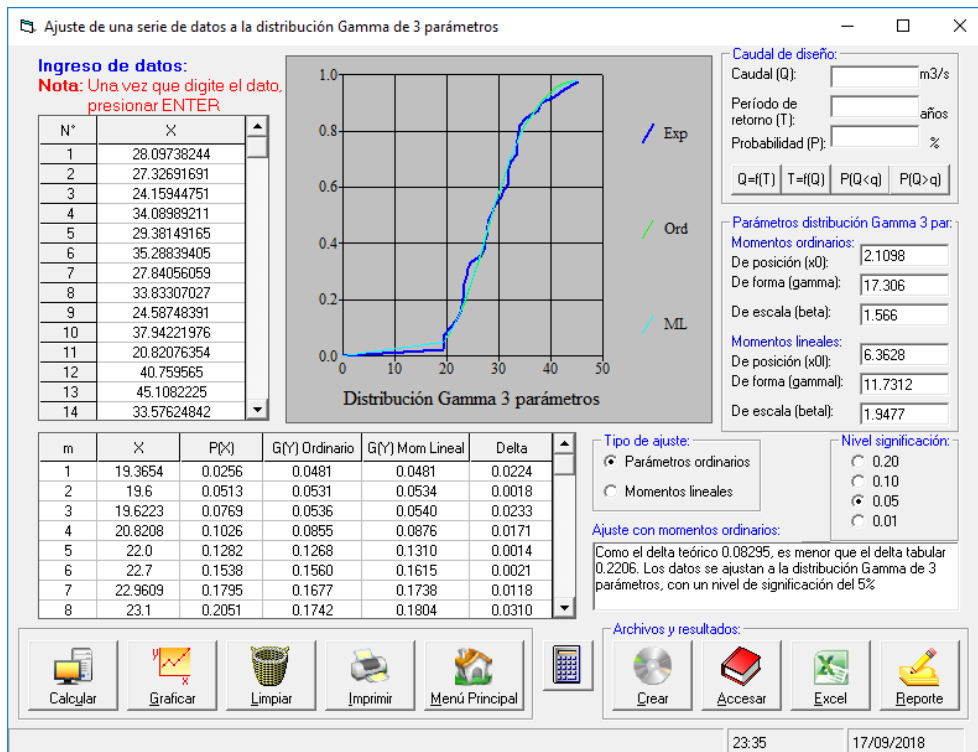 Ajuste de una serie de datos a la distribución Gamma de 3 parámetros
Ingreso de datos:
Nota: Una vez que digite el dato,
presionar ENTER
N° X
1 28.09738244
2 27.32691691
3 24.15944751
4 34.08989211
5 29.38149165
6 35.28839405
7 27.84056059
8 33.83307027
9 24.58748391
10 37.94221976
11 20.82076354
12 40.759565
13 45.1082225
14 33.57624842
1.0
0.8
0.6
0.4
0.2
0.0
0 10 20 30 40 50
Exp
Ord
ML
Distribución Gamma 3 parámetros
Caudal de diseño:
Caudal (Q): m3/s
Período de
retorno (T): años
Probabilidad (P): %
Q=f(T) T=f(Q) P(Q<q) P(Q>q)
Parámetros distribución Gamma 3 par:
Momentos ordinarios:
De posición (x0): 2.1098
De forma (gamma): 17.306
De escala (beta): 1.566
Momentos lineales:
De posición (x0l): 6.3628
De forma (gammal): 11.7312
De escala (betal): 1.9477
m X P(X) G(Y) Ordinario G(Y) Mom Lineal Delta
1 19.3654 0.0256 0.0481 0.0481 0.0224
2 19.6 0.0513 0.0531 0.0534 0.0018
3 19.6223 0.0769 0.0536 0.0540 0.0233
4 20.8208 0.1026 0.0855 0.0876 0.0171
5 22.0 0.1282 0.1268 0.1310 0.0014
6 22.7 0.1538 0.1560 0.1615 0.0021
7 22.9609 0.1795 0.1677 0.1738 0.0118
8 23.1 0.2051 0.1742 0.1804 0.0310
Tipo de ajuste:
Parámetros ordinarios
Momentos lineales
Nivel significación:
0.20
0.10
0.05
0.01
Ajuste con momentos ordinarios:
Como el delta teórico 0.08295, es menor que el delta tabular
0.2206. Los datos se ajustan a la distribución Gamma de 3
parámetros, con un nivel de significación del 5%
Calcular
Graficar
Limpiar
Imprimir
Menú Principal
Archivos y resultados:
Crear
Accesar
Excel
Reporte
23:35 17/09/2018